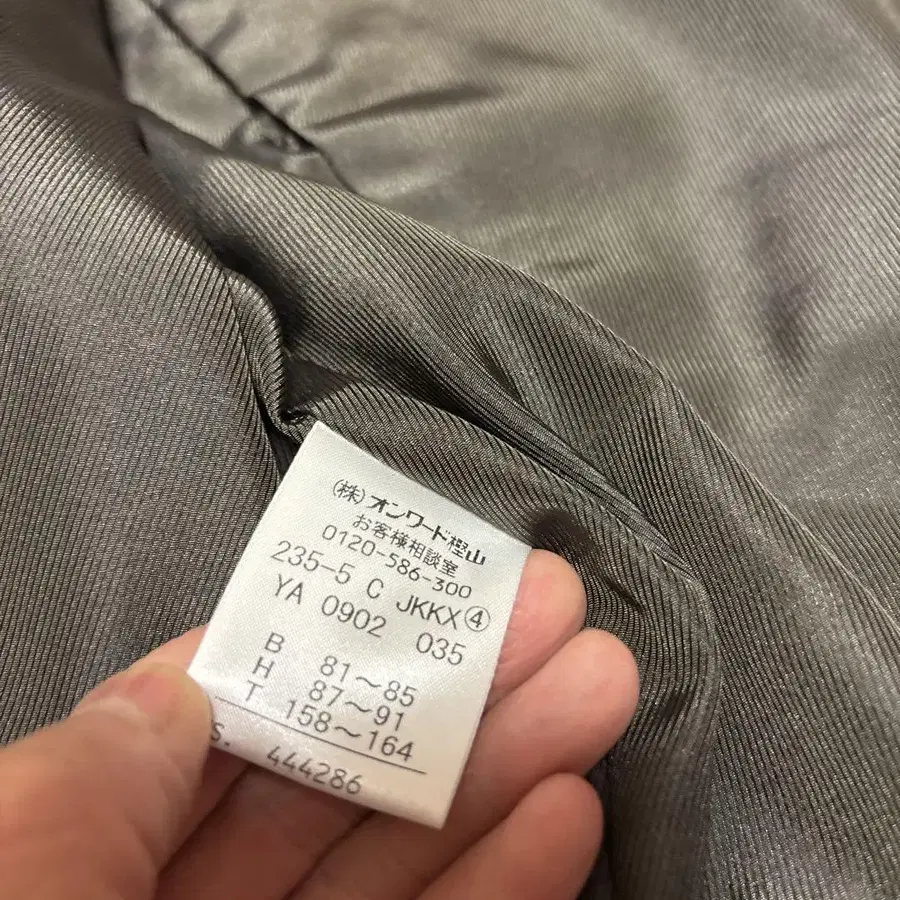 (株)オンワード樫山
お客様相談室
0120-586-300
235-5 C JKKX④
YA 0902 035
B 81～85
H 87～91
T 158～164
S. 444286